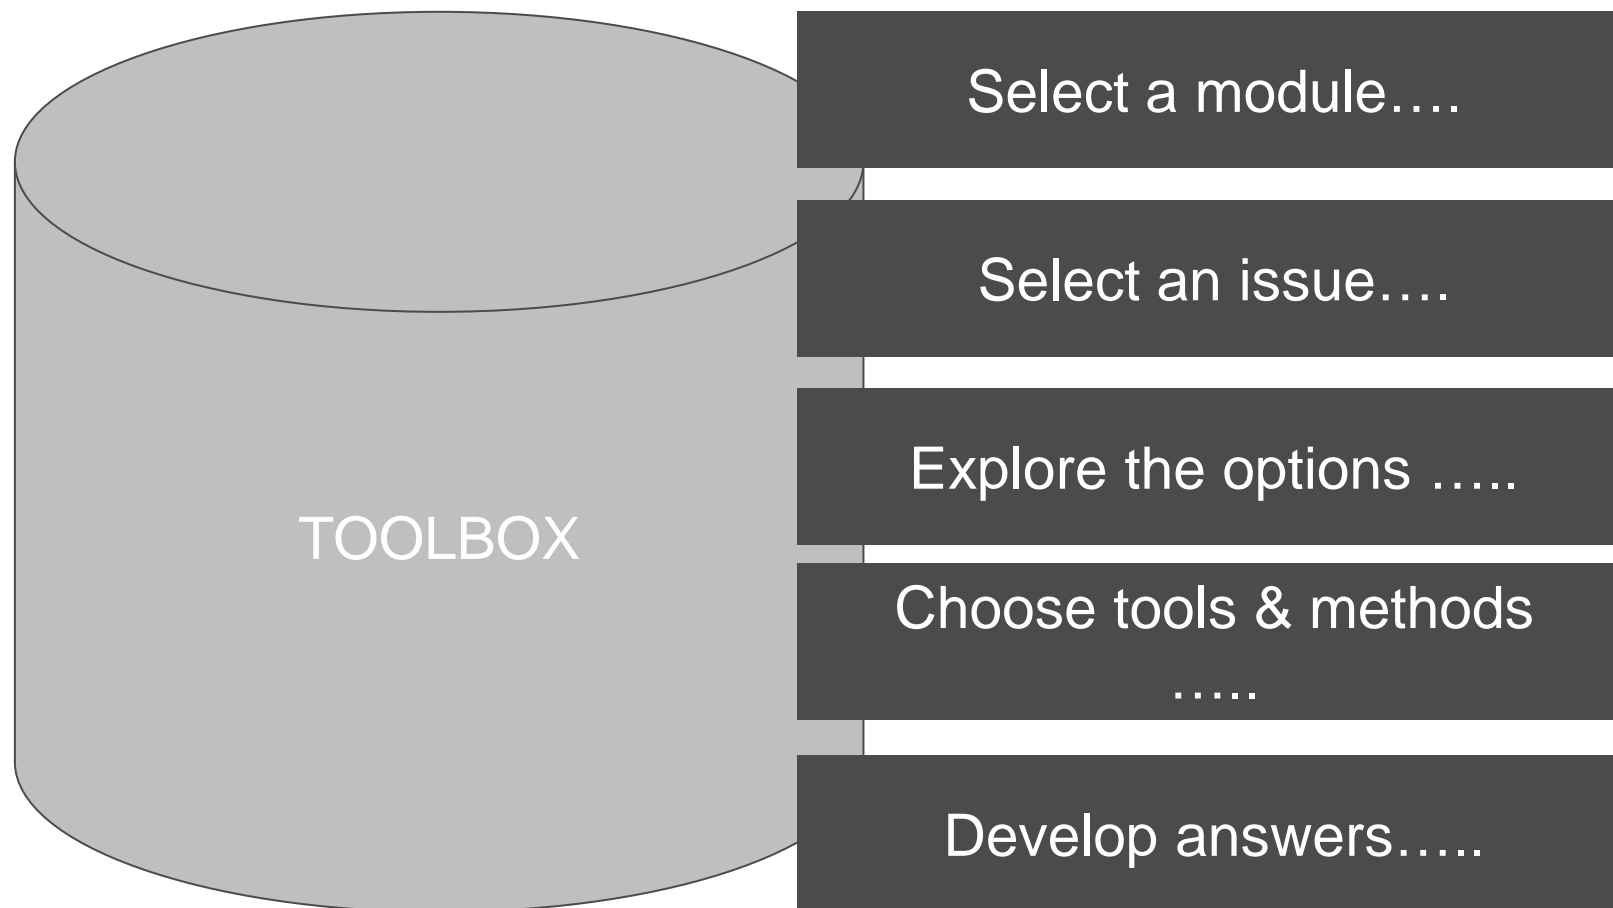 Select a module….
Select an issue….
Explore the options …..
TOOLBOX
Choose tools & methods
…..
Develop answers…..